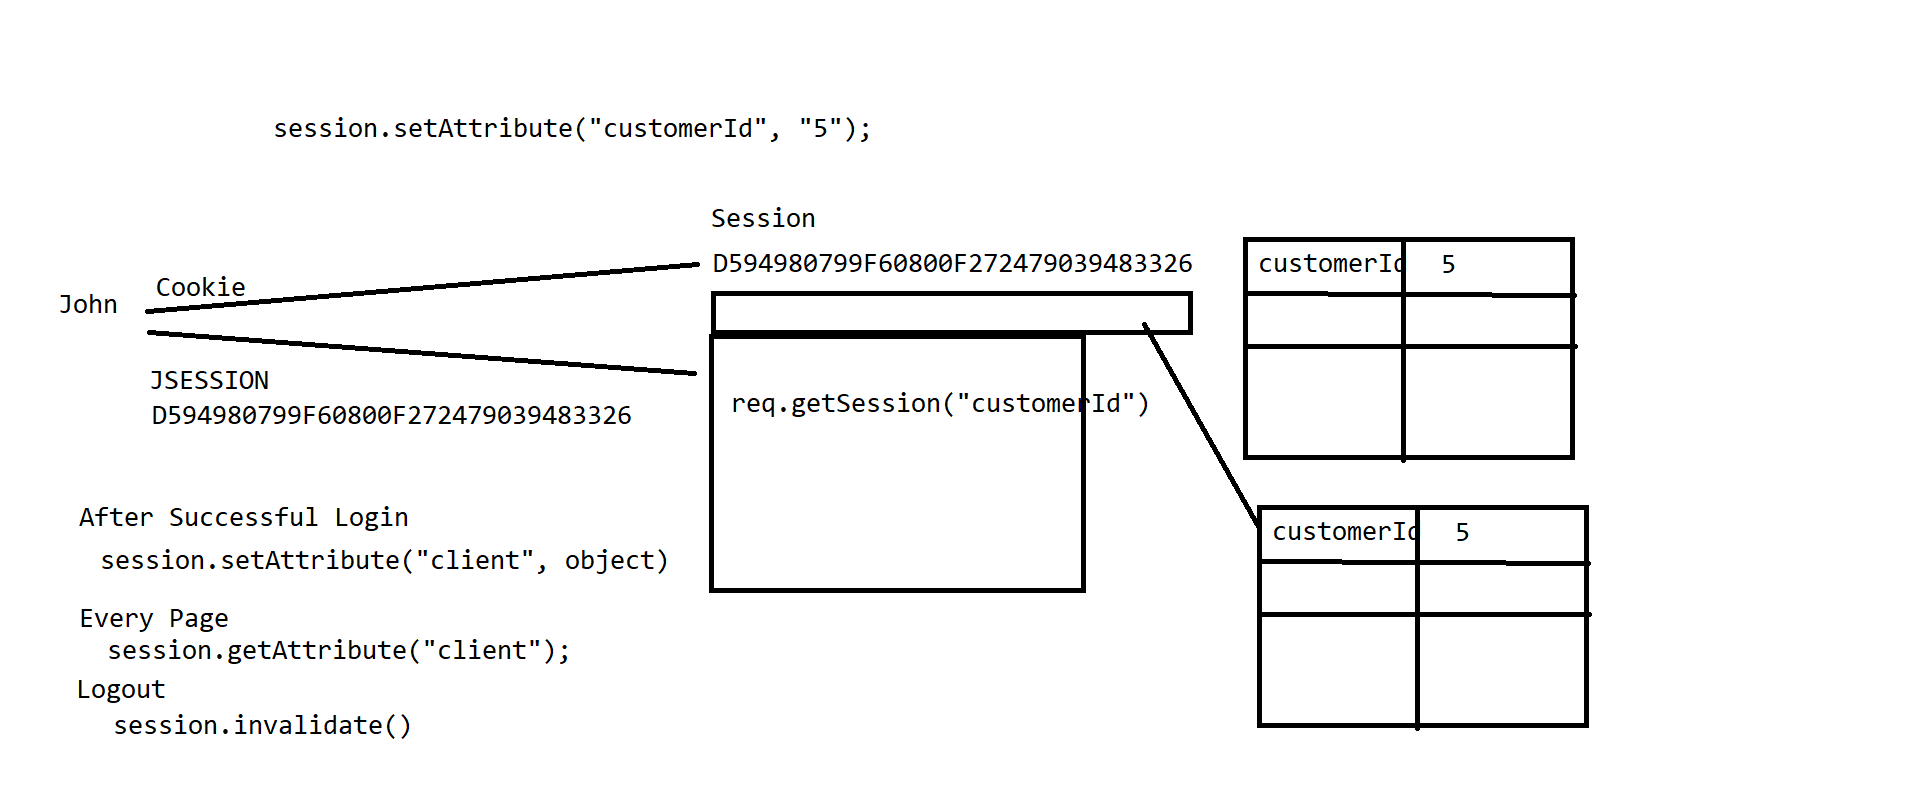 session.setAttribute("customerId", "5");
Session
D594980799F60800F272479039483326
customerId 5
Cookie
John
JSESSION
D594980799F60800F272479039483326
req.getSession("customerId")
After Successful Login
session.setAttribute("client", object)
customerId 5
Every Page
session.getAttribute("client");
Logout
session.invalidate()